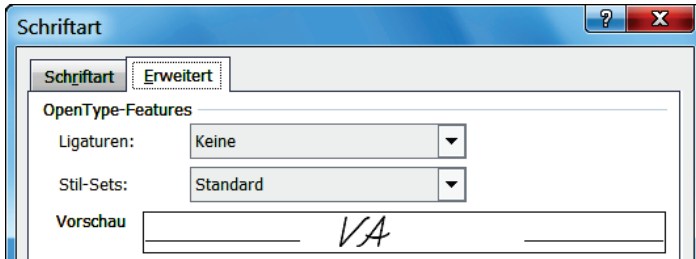 Schriftart
Schriftart Erweitert
OpenType-Features
Ligaturen: Keine
Stil-Sets: Standard
Vorschau VA